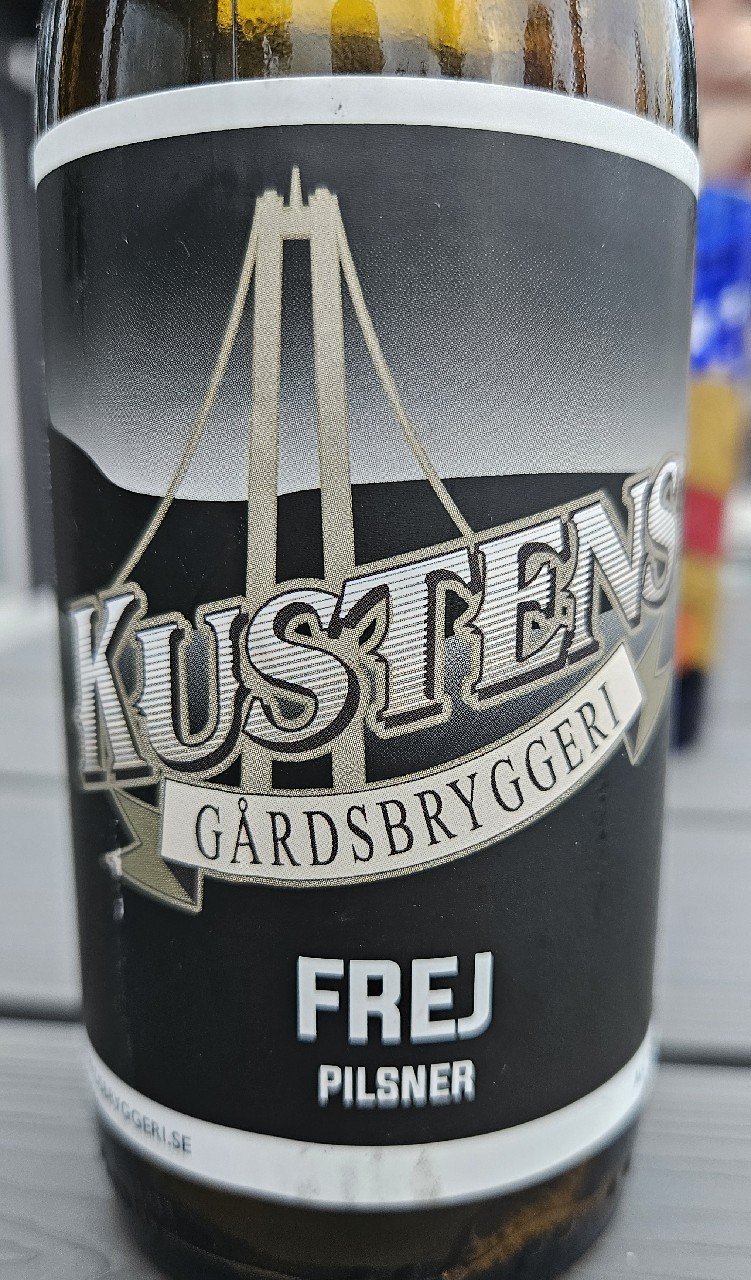 KUSTENS
GÅRDSBRYGGERI
FREJ
PILSNER